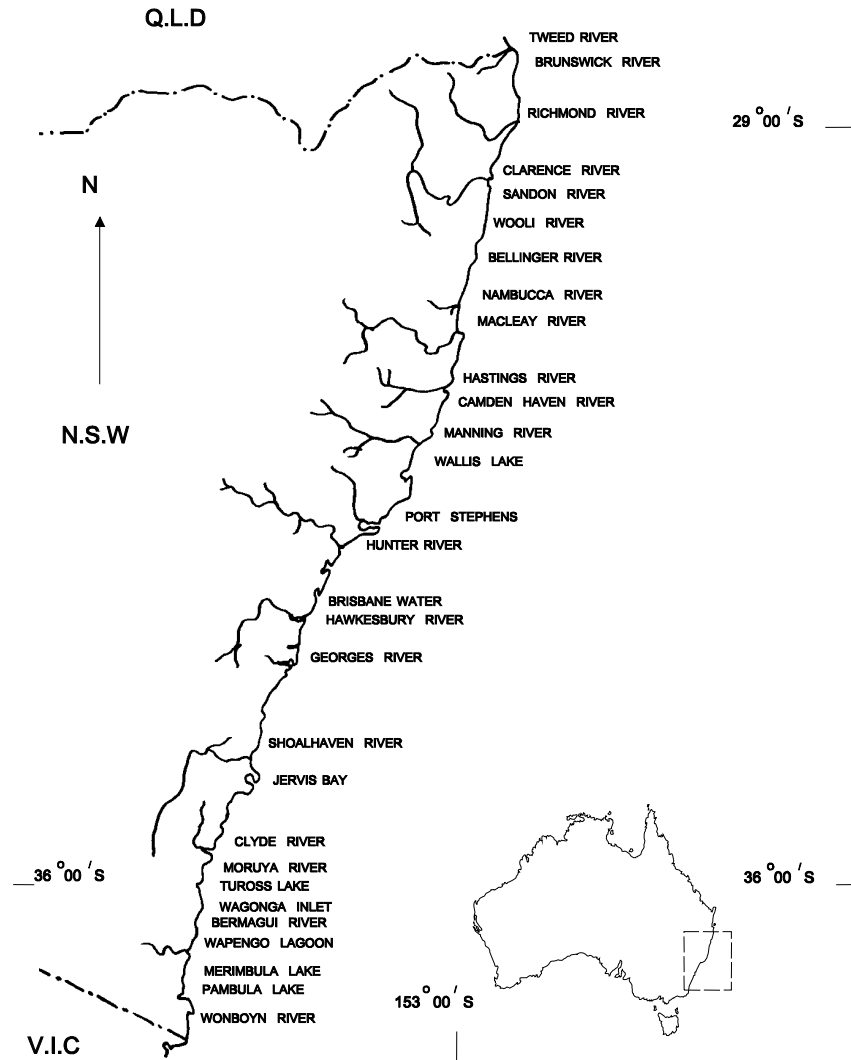 Q.L.D
TWEED RIVER
BRUNSWICK RIVER
RICHMOND RIVER
29°00'S
CLARENCE RIVER
N
SANDON RIVER
WOOLI RIVER
BELLINGER RIVER
NAMBUCCA RIVER
MACLEAY RIVER
HASTINGS RIVER
CAMDEN HAVEN RIVER
N.S.W
MANNING RIVER
WALLIS LAKE
PORT STEPHENS
HUNTER RIVER
BRISBANE WATER
HAWKESBURY RIVER
GEORGES RIVER
SHOALHAVEN RIVER
JERVIS BAY
CLYDE RIVER
MORUYA RIVER
36°00'S
36°00'S
TUROSS LAKE
WAGONGA INLET
BERMAGUI RIVER
WAPENGO LAGOON
MERIMBULA LAKE
PAMBULA LAKE
153°00'S
WONBOYN RIVER
V.I.C